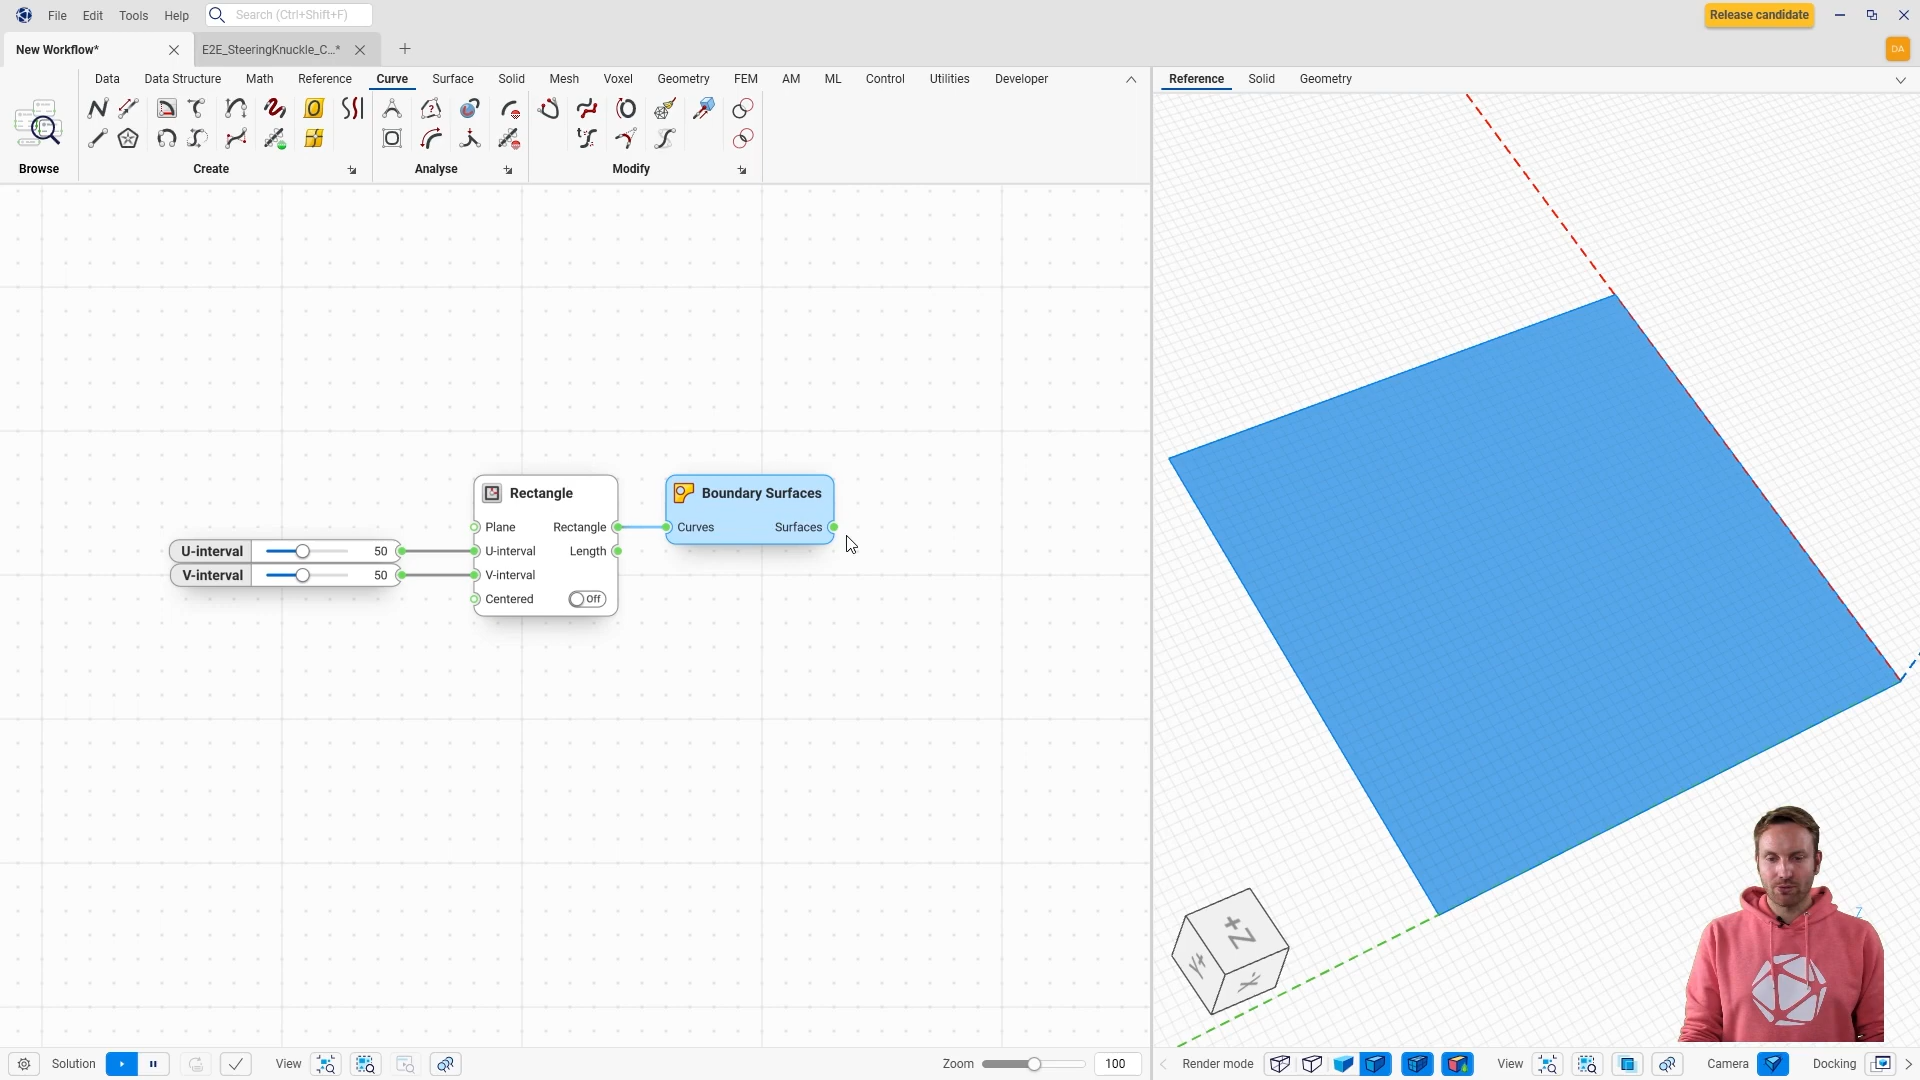 File Edit Tools Help Search (Ctrl+Shift+F) Release candidate
New Workflow* E2E_SteeringKnuckle_C...* DA
Data Data Structure Math Reference Curve Surface Solid Mesh Voxel Geometry FEM AM ML Control Utilities Developer
Reference Solid Geometry
Browse Create Analyse Modify
Rectangle
Plane Rectangle
U-interval Length
V-interval
Centered Off
Boundary Surfaces
Curves Surfaces
U-interval 50
V-interval 50
+Z
Y+
X-
Z
Solution View Zoom 100
Render mode View Camera Docking